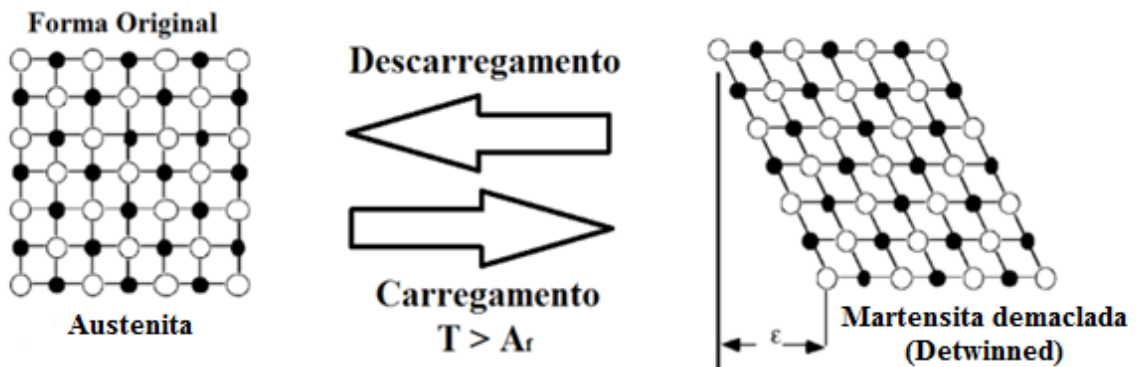 Forma Original
Descarregamento
Carregamento
T > Af
Austenita
ε
Martensita demaclada
(Detwinned)